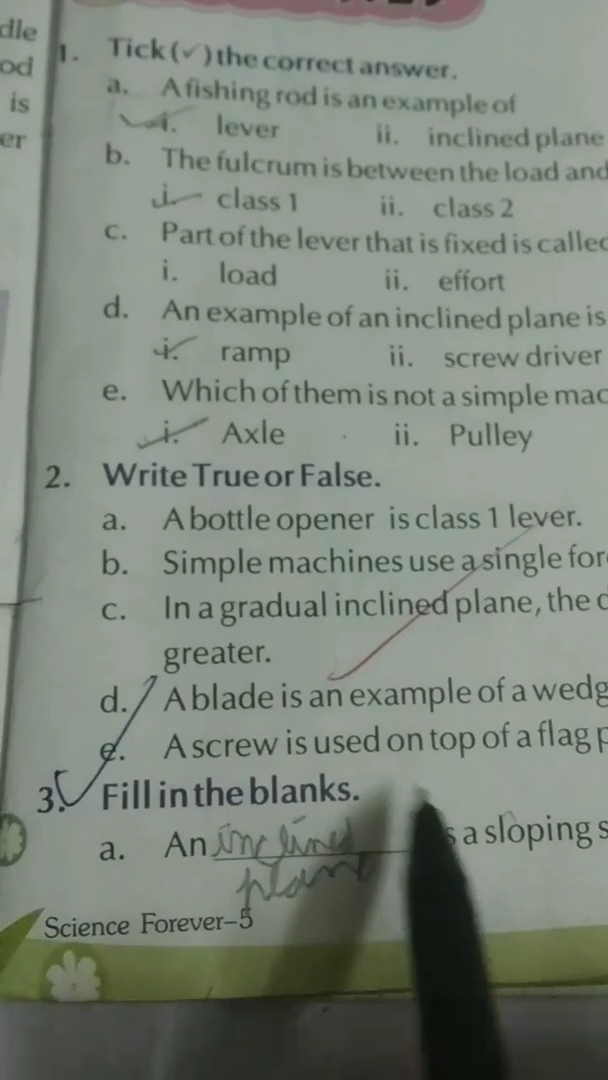 dle
od
is
er
1. Tick (✓) the correct answer.
a. A fishing rod is an example of
i. lever ii. inclined plane
b. The fulcrum is between the load and
i. class 1 ii. class 2
c. Part of the lever that is fixed is called
i. load ii. effort
d. An example of an inclined plane is
i. ramp ii. screw driver
e. Which of them is not a simple mac
i. Axle ii. Pulley
2. Write True or False.
a. A bottle opener is class 1 lever.
b. Simple machines use a single for
c. In a gradual inclined plane, the d
greater.
d. A blade is an example of a wedg
e. A screw is used on top of a flag p
3. Fill in the blanks.
a. An inclined s a sloping s
plane
Science Forever-5